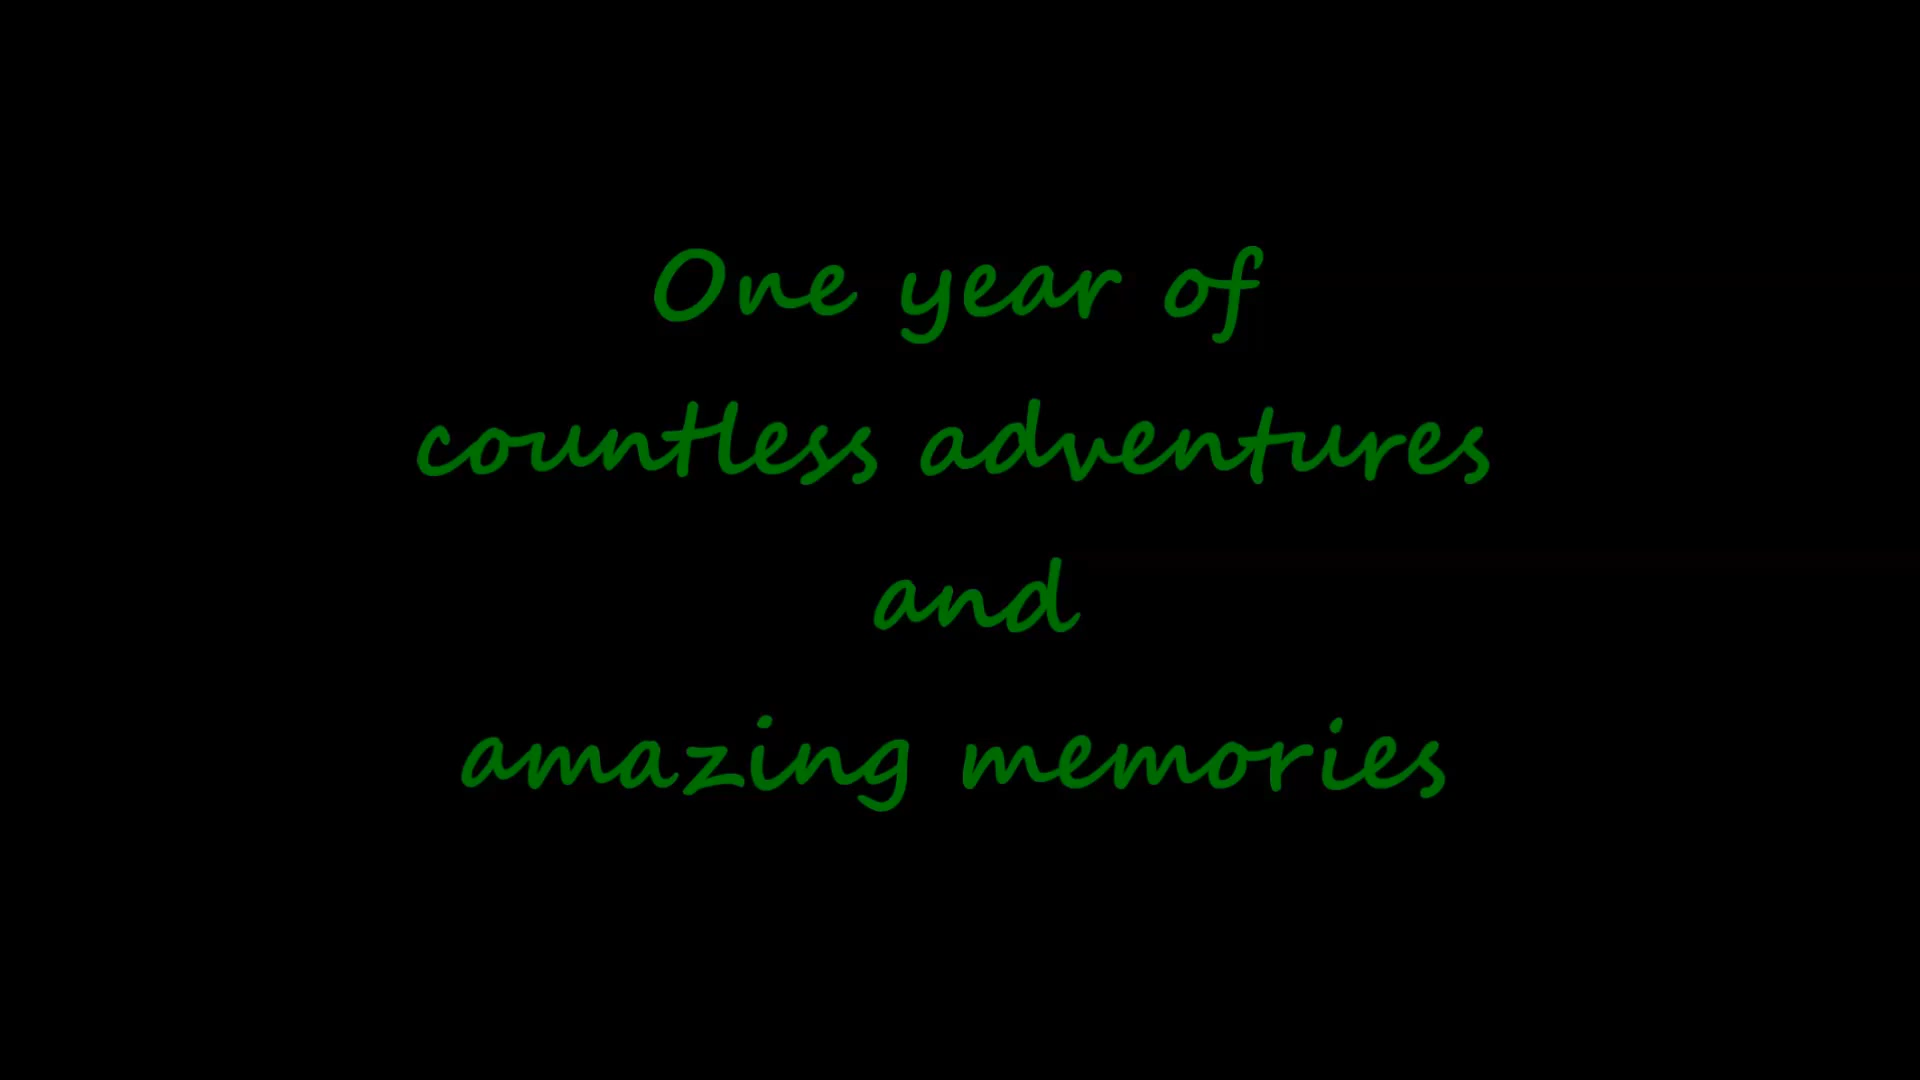 One year of
countless adventures
and
amazing memories